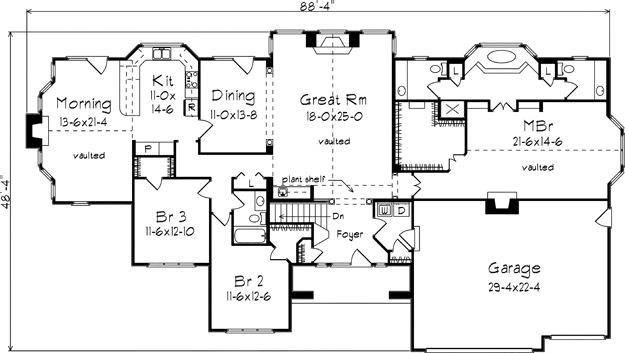 88'-4"
48'-4"
Morning
13-6x21-4
vaulted
Kit
11-0x
14-6
P
R
Dining
11-0x13-8
Great Rm
18-0x25-0
vaulted
plant shelf
L
L
MBr
21-6x14-6
vaulted
L
Br 3
11-6x12-10
Dn
Foyer
W D
Br 2
11-6x12-6
Garage
29-4x22-4